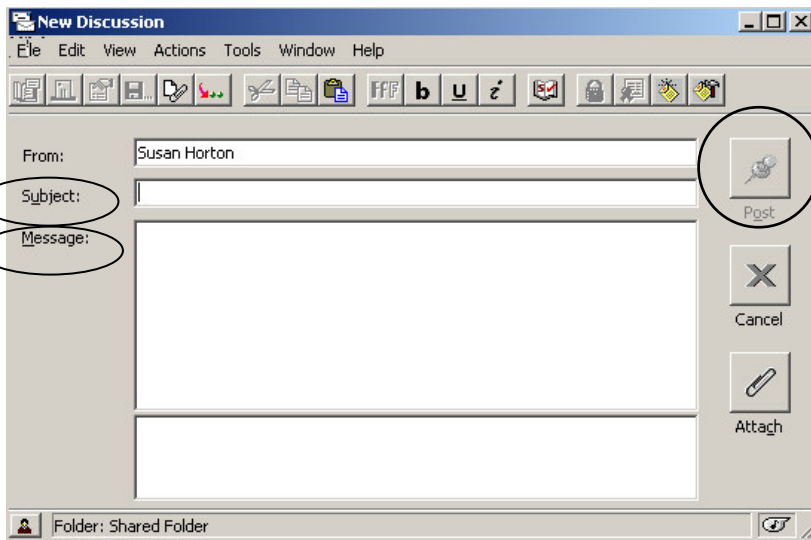 New Discussion
File Edit View Actions Tools Window Help
FfF b u i
From: Susan Horton
Subject:
Message:
Post
Cancel
Attach
Folder: Shared Folder